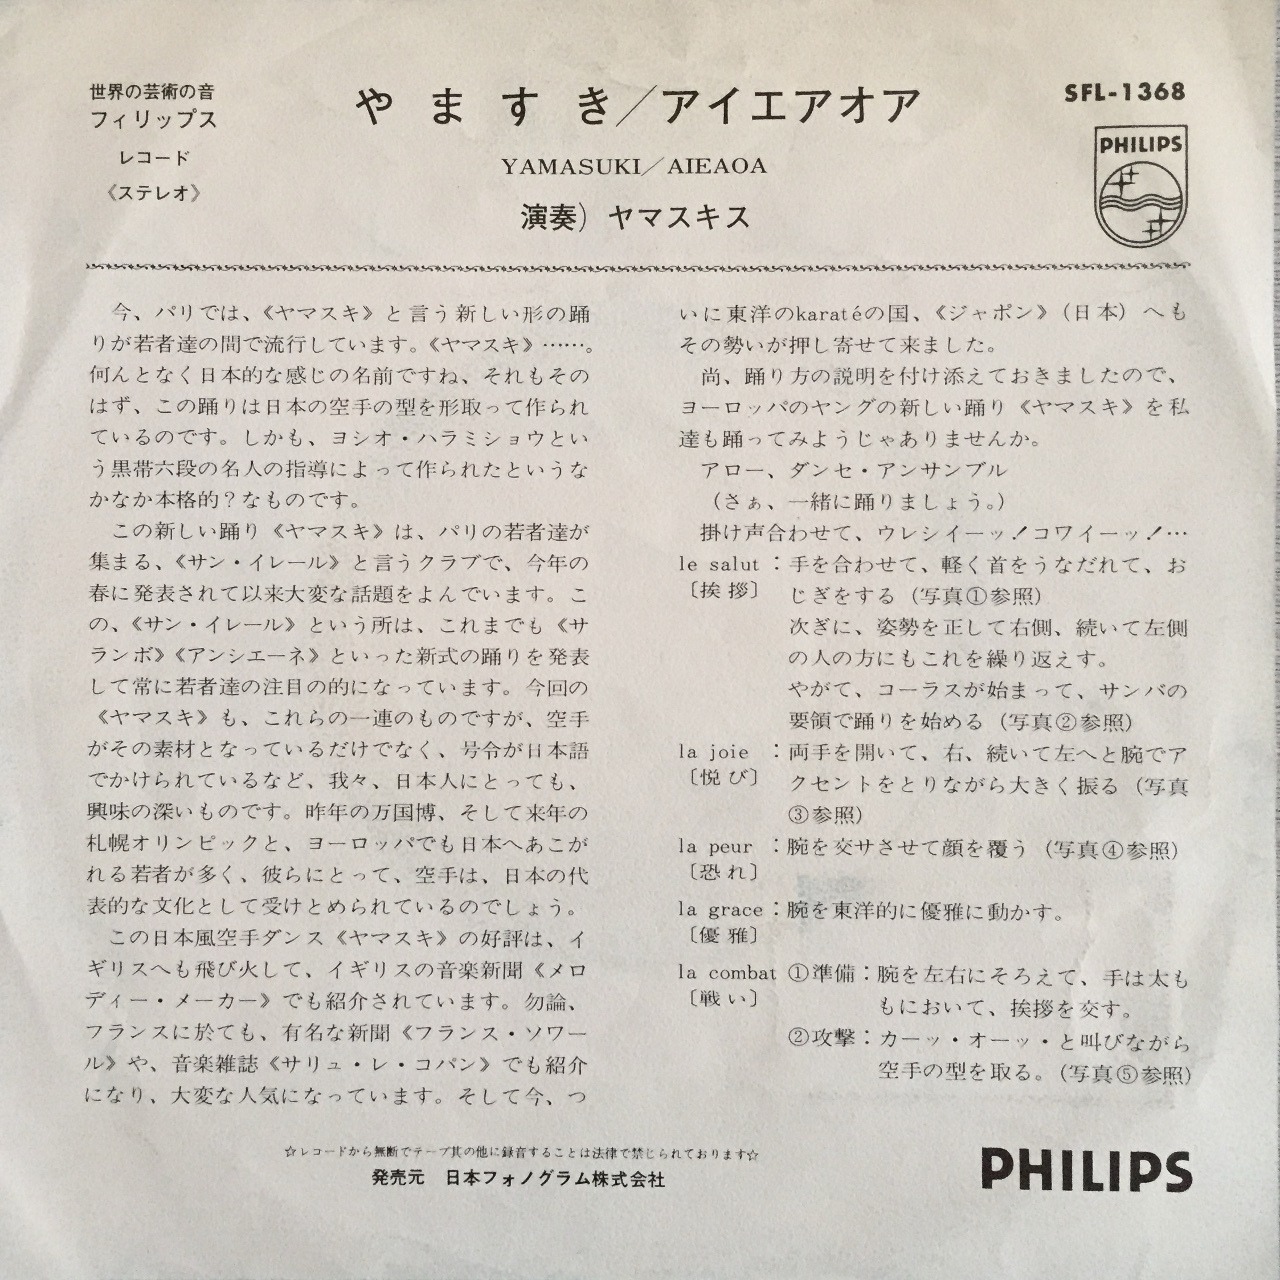 世界の芸術の音
フィリップス
レコード
《ステレオ》
やますき／アイエアオア
YAMASUKI／AIEAOA
演奏）ヤマスキス
SFL-1368
PHILIPS
今、パリでは、《ヤマスキ》と言う新しい形の踊
りが若者達の間で流行しています。《ヤマスキ》……。
何んとなく日本的な感じの名前ですね、それもその
はず、この踊りは日本の空手の型を形取って作られ
ているのです。しかも、ヨシオ・ハラミショウとい
う黒帯六段の名人の指導によって作られたというな
かなか本格的？なものです。
この新しい踊り《ヤマスキ》は、パリの若者達が
集まる、《サン・イレール》と言うクラブで、今年の
春に発表されて以来大変な話題をよんでいます。こ
の、《サン・イレール》という所は、これまでも《サ
ランボ》《アンシエーネ》といった新式の踊りを発表
して常に若者達の注目の的になっています。今回の
《ヤマスキ》も、これらの一連のものですが、空手
がその素材となっているだけでなく、号令が日本語
でかけられているなど、我々、日本人にとっても、
興味の深いものです。昨年の万国博、そして来年の
札幌オリンピックと、ヨーロッパでも日本へあこが
れる若者が多く、彼らにとって、空手は、日本の代
表的な文化として受けとめられているのでしょう。
この日本風空手ダンス《ヤマスキ》の好評は、イ
ギリスへも飛び火して、イギリスの音楽新聞《メロ
ディー・メーカー》でも紹介されています。勿論、
フランスに於ても、有名な新聞《フランス・ソワー
ル》や、音楽雑誌《サリュ・レ・コパン》でも紹介
になり、大変な人気になっています。そして今、つ
いに東洋のkaratéの国、《ジャポン》（日本）へも
その勢いが押し寄せて来ました。
尚、踊り方の説明を付け添えておきましたので、
ヨーロッパのヤングの新しい踊り《ヤマスキ》を私
達も踊ってみようじゃありませんか。
アロー、ダンセ・アンサンブル
（さぁ、一緒に踊りましょう。）
掛け声合わせて、ウレシイーッ！コワイーッ！…
le salut：手を合わせて、軽く首をうなだれて、お
〔挨拶〕じぎをする（写真①参照）
次ぎに、姿勢を正して右側、続いて左側
の人の方にもこれを繰り返えす。
やがて、コーラスが始まって、サンバの
要領で踊りを始める（写真②参照）
la joie：両手を開いて、右、続いて左へと腕でア
〔悦び〕クセントをとりながら大きく振る（写真
③参照）
la peur：腕を交サさせて顔を覆う（写真④参照）
〔恐れ〕
la grace：腕を東洋的に優雅に動かす。
〔優雅〕
la combat ①準備：腕を左右にそろえて、手は太も
〔戦い〕もにおいて、挨拶を交す。
②攻撃：カーッ・オーッ・と叫びながら
空手の型を取る。（写真⑤参照）
☆レコードから無断でテープ其の他に録音することは法律で禁じられております☆
発売元 日本フォノグラム株式会社
PHILIPS